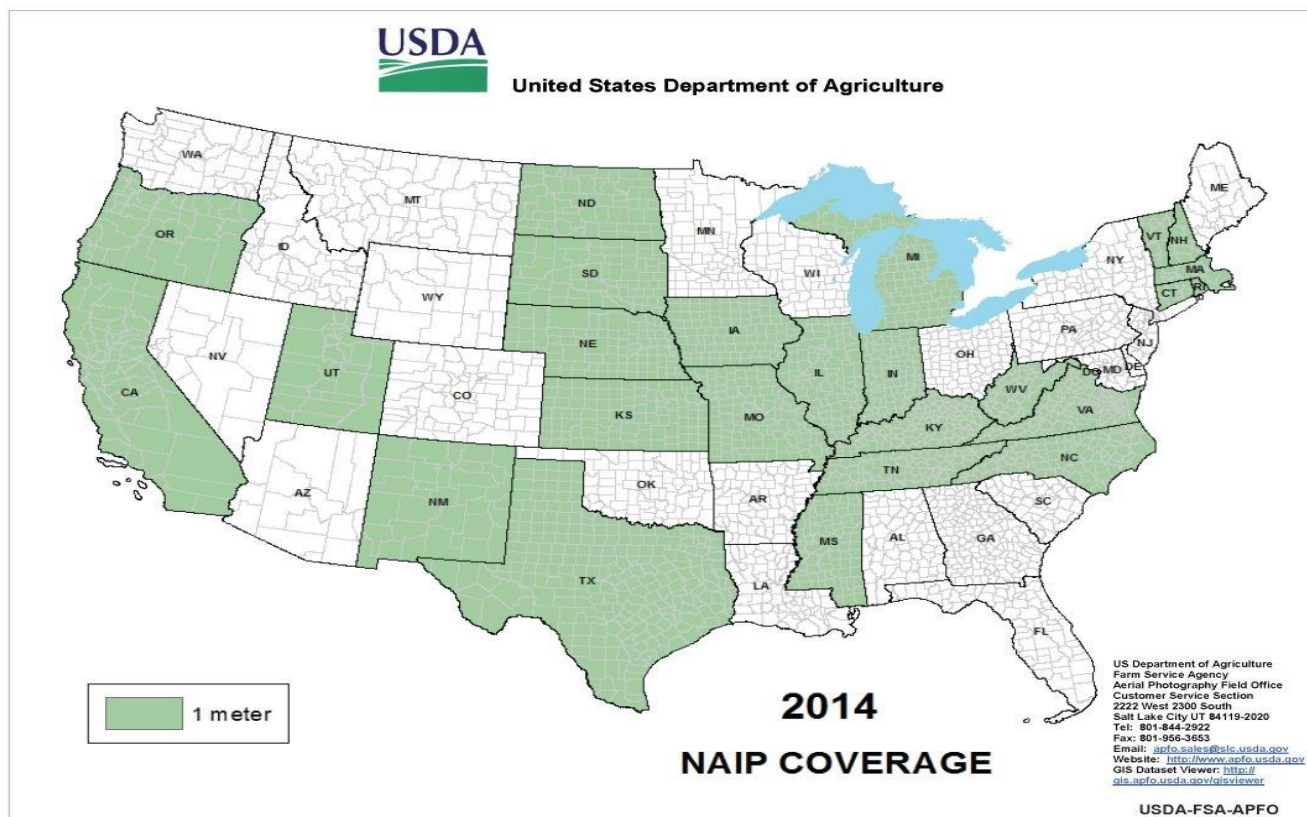 USDA
United States Department of Agriculture
WA
MT
ND
MN
ME
OR
ID
SD
WI
MI
NY
VT
NH
MA
CT
RI
WY
NV
UT
CO
NE
IA
IL
IN
OH
PA
NJ
CA
KS
MO
KY
WV
VA
DC
MD
DE
AZ
NM
OK
AR
TN
NC
SC
TX
LA
MS
AL
GA
FL
1 meter
2014
NAIP COVERAGE
US Department of Agriculture
Farm Service Agency
Aerial Photography Field Office
Customer Service Section
2222 West 2300 South
Salt Lake City UT 84119-2020
Tel: 801-844-2922
Fax: 801-956-3653
Email: apfo.sales@slc.usda.gov
Website: http://www.apfo.usda.gov
GIS Dataset Viewer: http://
gis.apfo.usda.gov/gisviewer
USDA-FSA-APFO